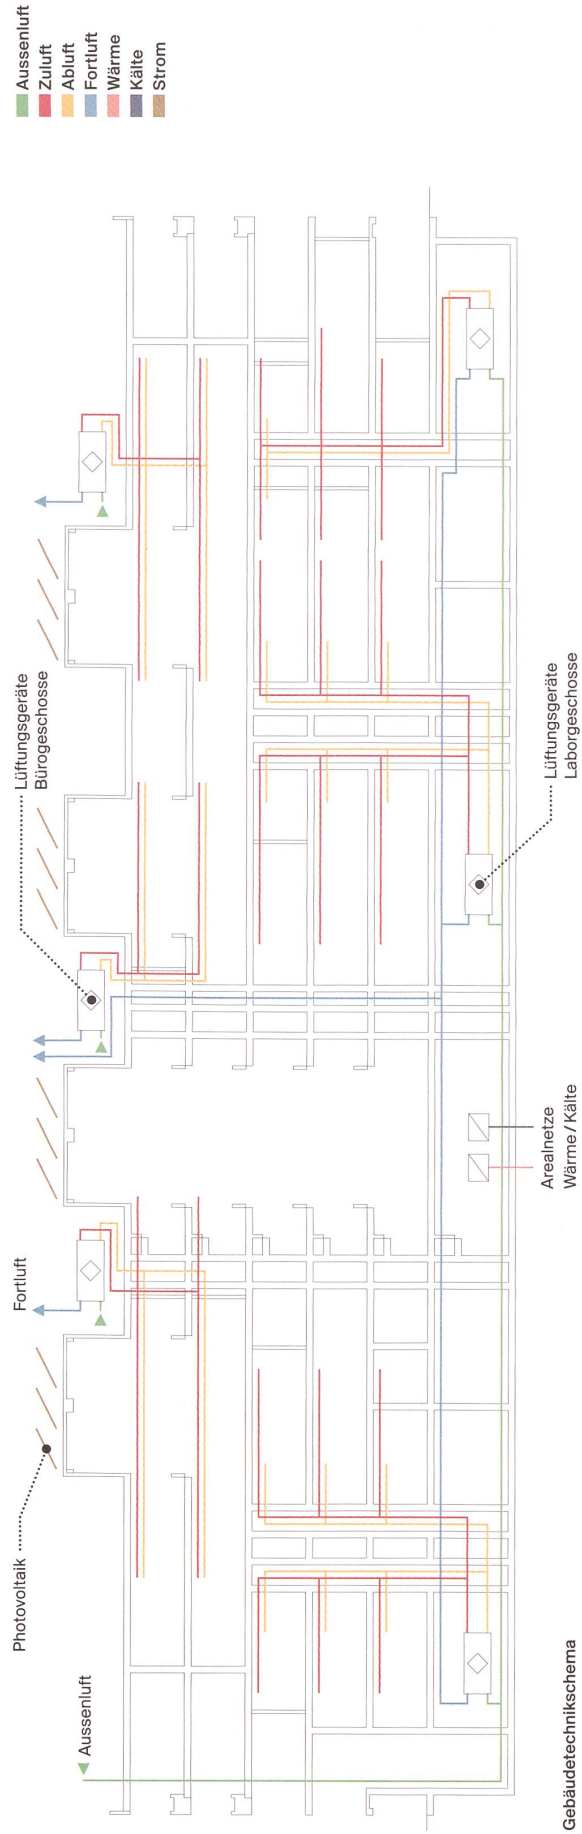 Aussenluft
Zuluft
Abluft
Fortluft
Wärme
Kälte
Strom
Lüftungsgeräte
Bürogeschosse
Lüftungsgeräte
Laborgeschosse
Fortluft
Arealnetze
Wärme / Kälte
Photovoltaik
Aussenluft
Gebäudetechnikschema